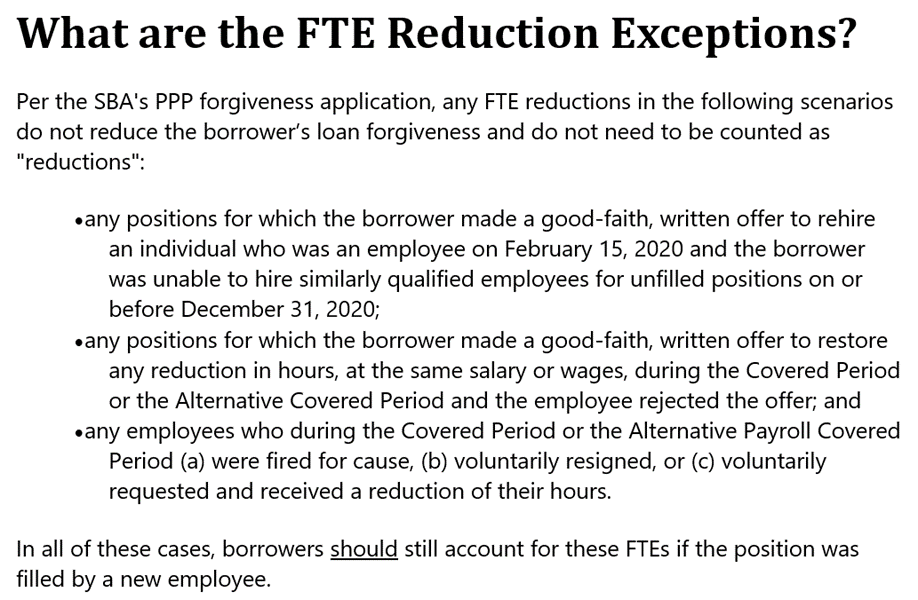 What are the FTE Reduction Exceptions?
Per the SBA's PPP forgiveness application, any FTE reductions in the following scenarios
do not reduce the borrower’s loan forgiveness and do not need to be counted as
"reductions":
•any positions for which the borrower made a good-faith, written offer to rehire
an individual who was an employee on February 15, 2020 and the borrower
was unable to hire similarly qualified employees for unfilled positions on or
before December 31, 2020;
•any positions for which the borrower made a good-faith, written offer to restore
any reduction in hours, at the same salary or wages, during the Covered Period
or the Alternative Covered Period and the employee rejected the offer; and
•any employees who during the Covered Period or the Alternative Payroll Covered
Period (a) were fired for cause, (b) voluntarily resigned, or (c) voluntarily
requested and received a reduction of their hours.
In all of these cases, borrowers should still account for these FTEs if the position was
filled by a new employee.